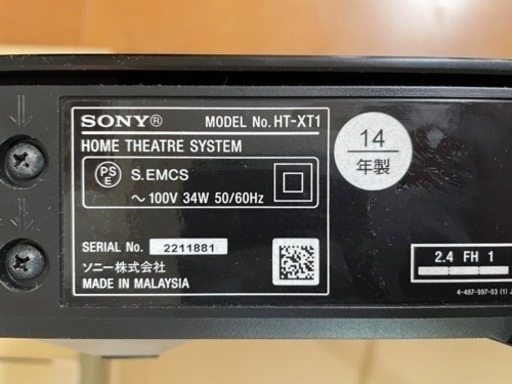 SONY® MODEL No. HT-XT1
HOME THEATRE SYSTEM
PS
E
S.EMCS
～100V 34W 50/60Hz
SERIAL No. 2211881
ソニー株式会社
MADE IN MALAYSIA
14
年製
2.4 FH 1
4-487-997-03 (1) J